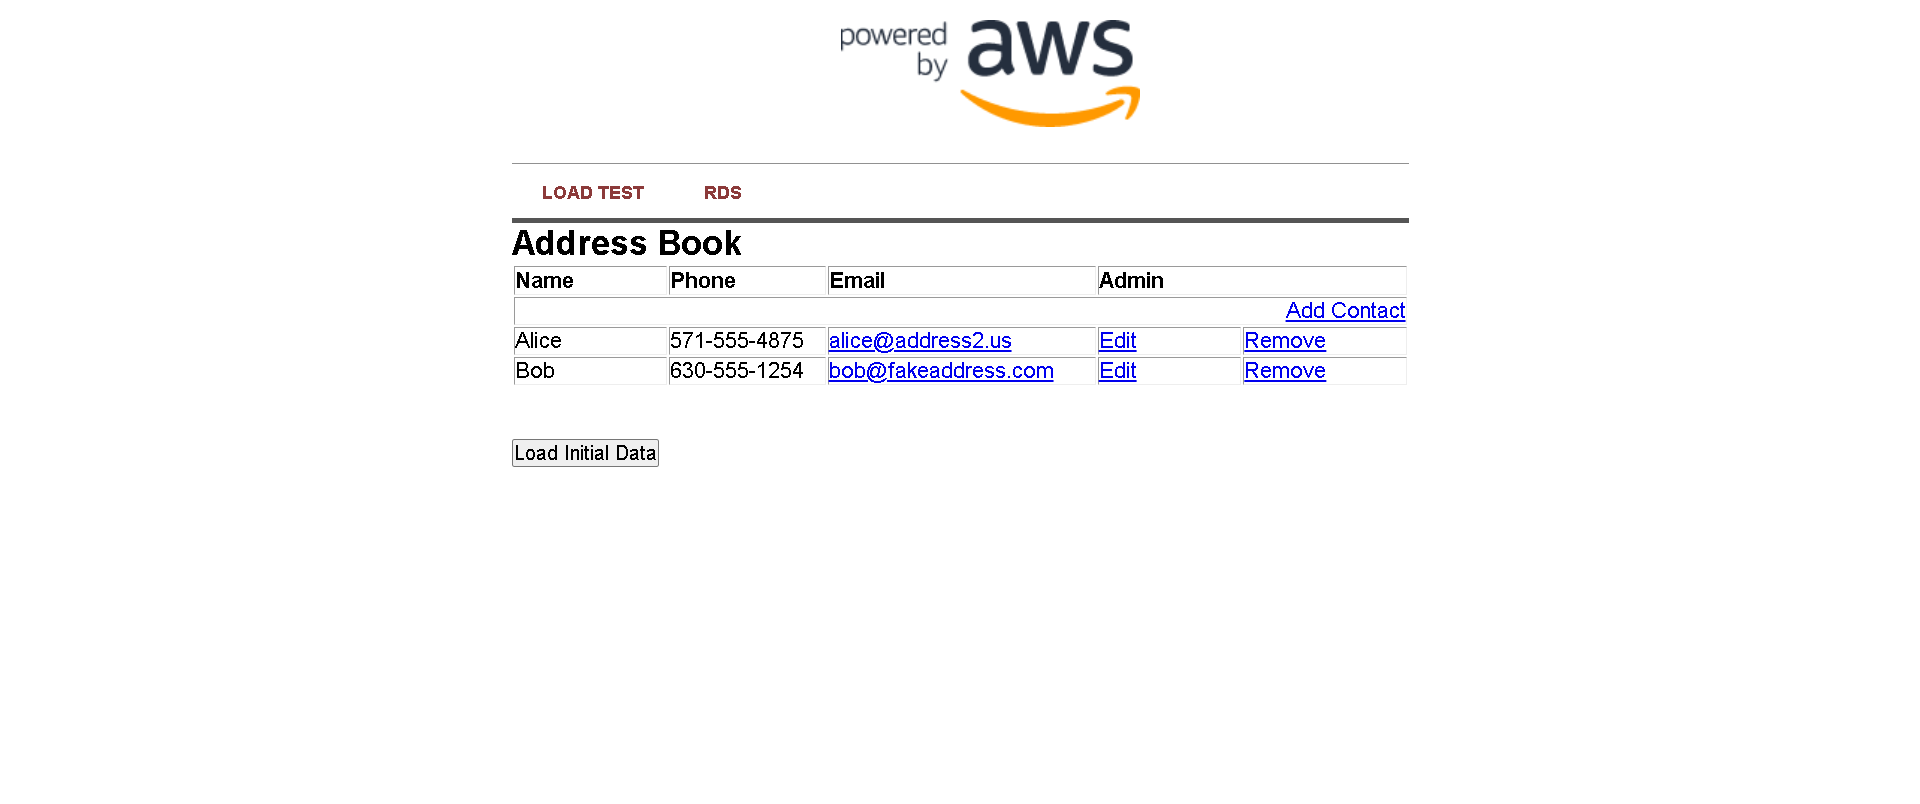 powered
by aws
LOAD TEST RDS
Address Book
Name Phone Email Admin
Add Contact
Alice 571-555-4875 alice@address2.us Edit Remove
Bob 630-555-1254 bob@fakeaddress.com Edit Remove
Load Initial Data